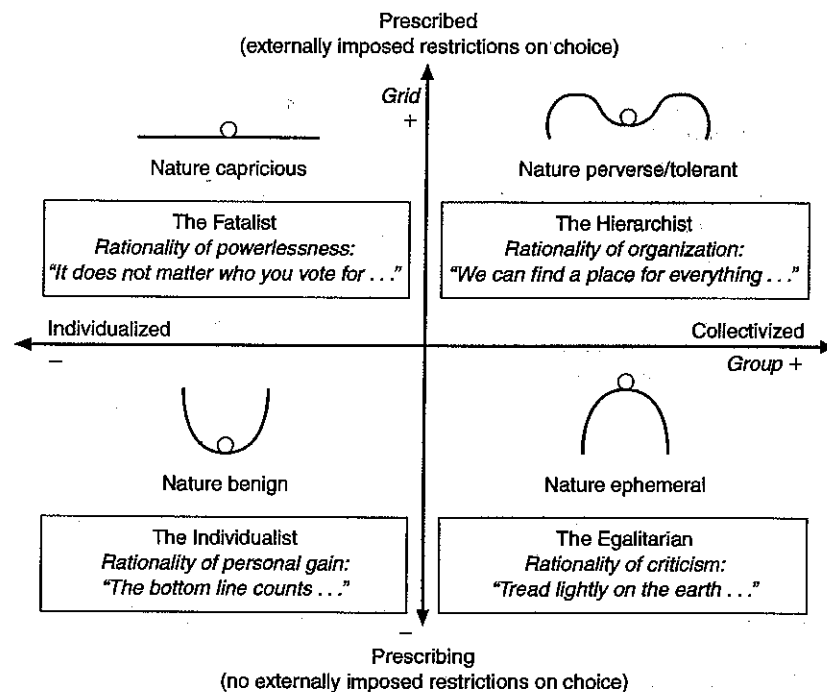 Prescribed
(externally imposed restrictions on choice)
Grid
+
Nature capricious
Nature perverse/tolerant
The Fatalist
Rationality of powerlessness:
“It does not matter who you vote for . . .”
The Hierarchist
Rationality of organization:
“We can find a place for everything . . .”
Individualized
–
Collectivized
Group +
Nature benign
Nature ephemeral
The Individualist
Rationality of personal gain:
“The bottom line counts . . .”
The Egalitarian
Rationality of criticism:
“Tread lightly on the earth . . .”
–
Prescribing
(no externally imposed restrictions on choice)